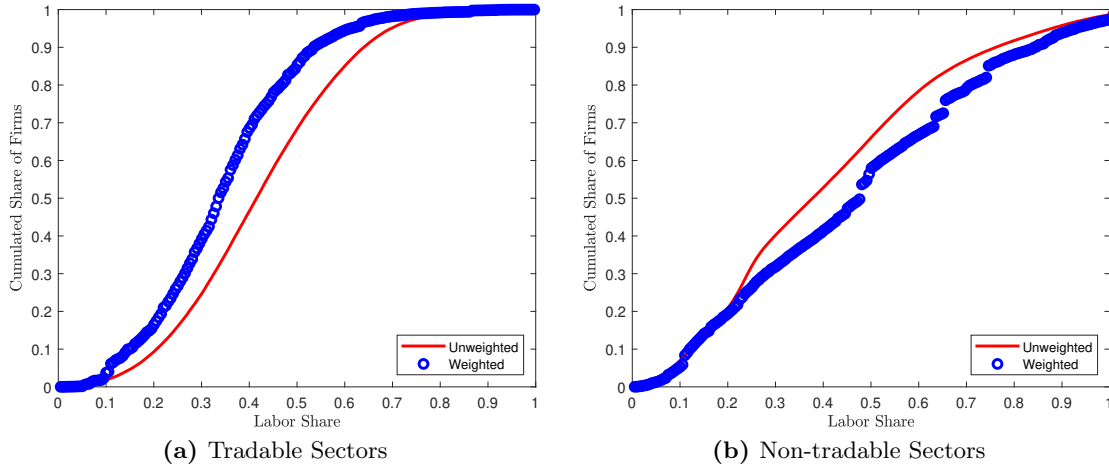 1
0.9
0.8
0.7
0.6
0.5
0.4
0.3
0.2
0.1
0
Cumulated Share of Firms
Unweighted
Weighted
0 0.1 0.2 0.3 0.4 0.5 0.6 0.7 0.8 0.9 1
Labor Share
(a) Tradable Sectors
1
0.9
0.8
0.7
0.6
0.5
0.4
0.3
0.2
0.1
0
Cumulated Share of Firms
Unweighted
Weighted
0 0.1 0.2 0.3 0.4 0.5 0.6 0.7 0.8 0.9 1
Labor Share
(b) Non-tradable Sectors